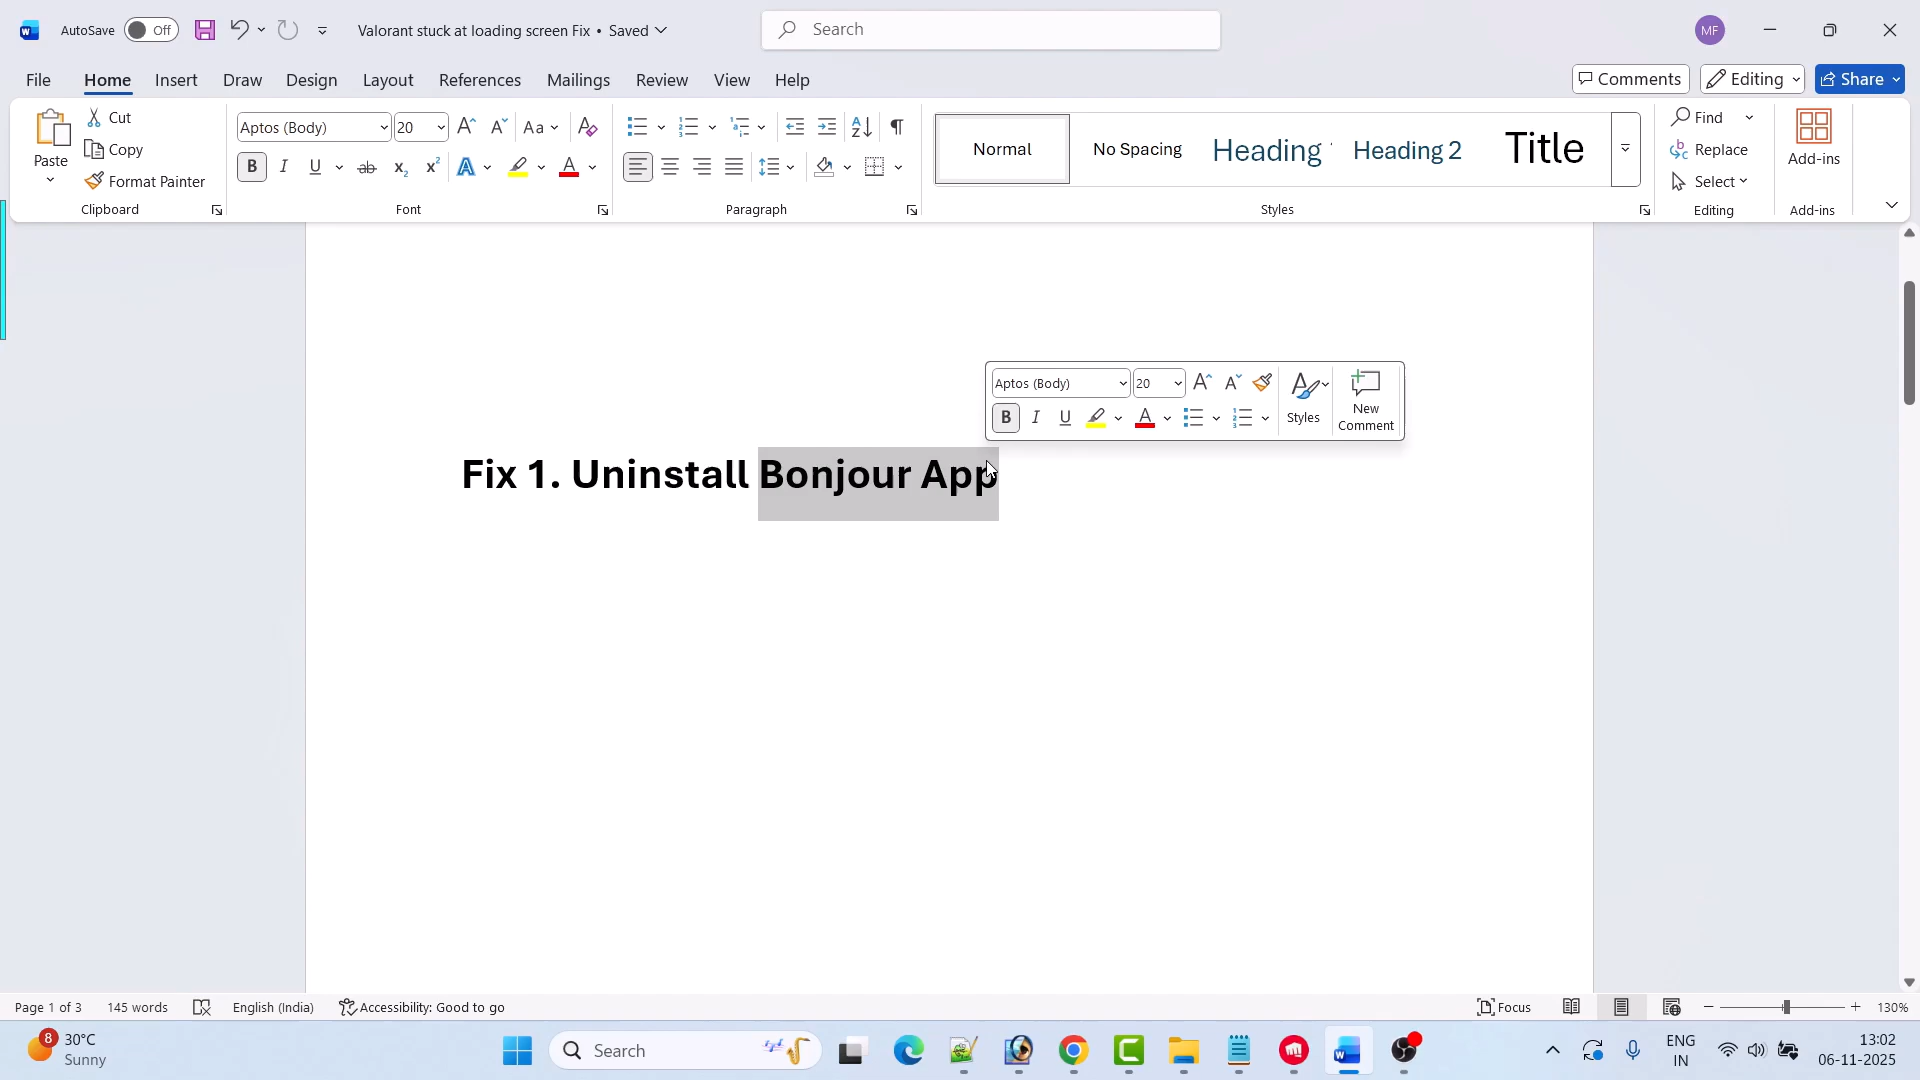 AutoSave Off Valorant stuck at loading screen Fix • Saved Search MF
File Home Insert Draw Design Layout References Mailings Review View Help Comments Editing Share
Paste Cut Copy Format Painter
Clipboard
Aptos (Body) 20 Aa
B I U ab x₂ x² A A
Font
Paragraph
Normal No Spacing Heading 1 Heading 2 Title
Styles
Find
Replace
Select
Editing
Add-ins
Add-ins
Aptos (Body) 20 Styles New Comment
B I U A
Fix 1. Uninstall Bonjour App
Page 1 of 3 145 words English (India) Accessibility: Good to go Focus 130%
8 30°C
Sunny
Search
ENG
IN
13:02
06-11-2025